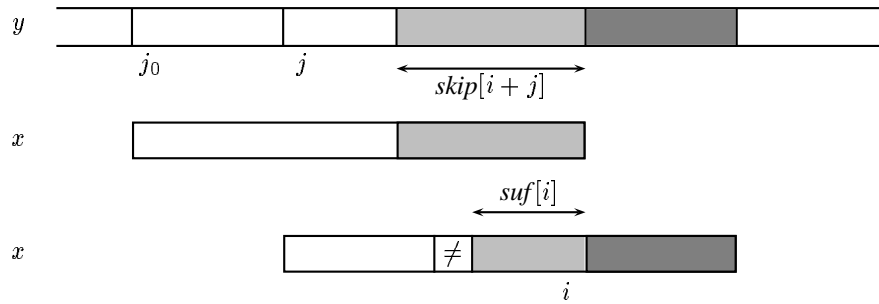 y
j₀ j
skip[i + j]
x
suf[i]
x ≠
i